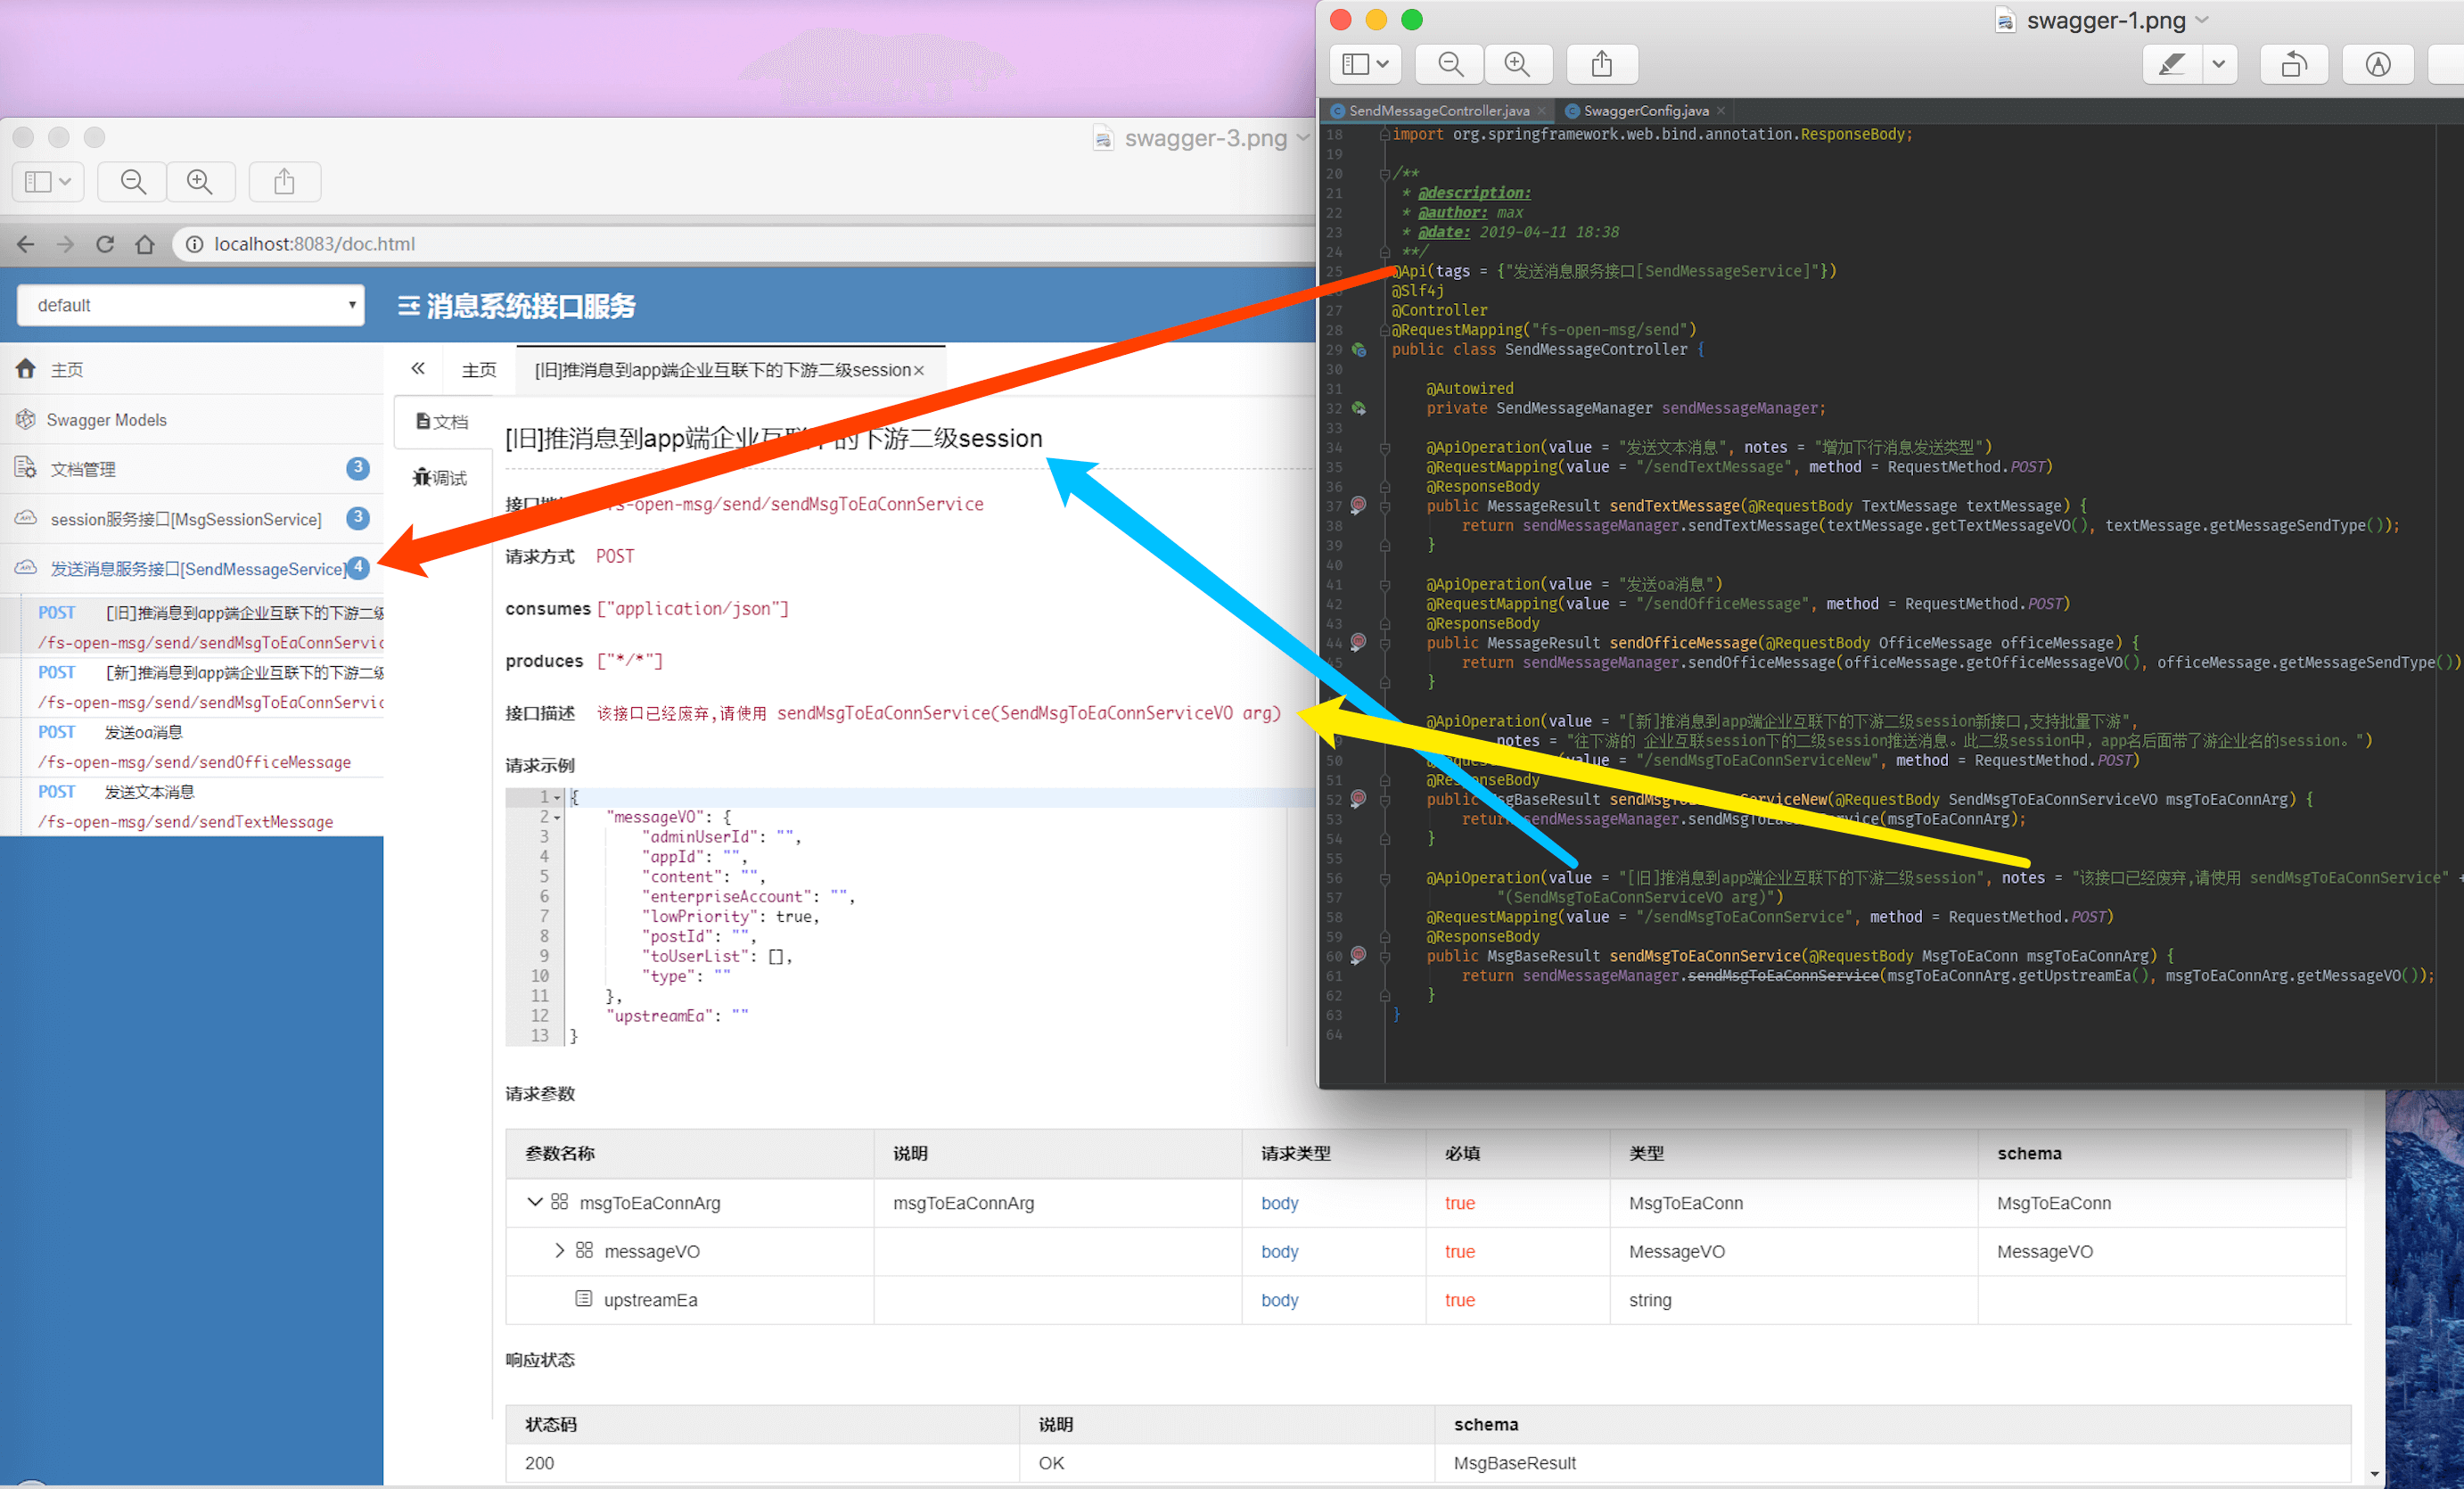 swagger-3.png
localhost:8083/doc.html
default
消息系统接口服务
主页
Swagger Models
文档管理
3
session服务接口[MsgSessionService]
3
发送消息服务接口[SendMessageService]
4
POST [旧]推消息到app端企业互联下的下游二级
/fs-open-msg/send/sendMsgToEaConnServic
POST [新]推消息到app端企业互联下的下游二级
/fs-open-msg/send/sendMsgToEaConnServic
POST 发送oa消息
/fs-open-msg/send/sendOfficeMessage
POST 发送文本消息
/fs-open-msg/send/sendTextMessage
主页
[旧]推消息到app端企业互联下的下游二级session×
文档
调试
[旧]推消息到app端企业互联下的下游二级session
fs-open-msg/send/sendMsgToEaConnService
请求方式 POST
consumes ["application/json"]
produces ["*/*"]
接口描述 该接口已经废弃,请使用 sendMsgToEaConnService(SendMsgToEaConnServiceVO arg)
请求示例
1 {
2 "messageVO": {
3 "adminUserId": "",
4 "appId": "",
5 "content": "",
6 "enterpriseAccount": "",
7 "lowPriority": true,
8 "postId": "",
9 "toUserList": [],
10 "type": ""
11 },
12 "upstreamEa": ""
13 }
请求参数
参数名称 说明 请求类型 必填 类型 schema
msgToEaConnArg msgToEaConnArg body true MsgToEaConn MsgToEaConn
messageVO body true MessageVO MessageVO
upstreamEa body true string
响应状态
状态码 说明 schema
200 OK MsgBaseResult
swagger-1.png
SendMessageController.java × SwaggerConfig.java ×
18 import org.springframework.web.bind.annotation.ResponseBody;
19
20 /**
21 * @description:
22 * @author: max
23 * @date: 2019-04-11 18:38
24 **/
25 @Api(tags = {"发送消息服务接口[SendMessageService]"})
@Slf4j
27 @Controller
28 @RequestMapping("fs-open-msg/send")
29 public class SendMessageController {
30
31 @Autowired
32 private SendMessageManager sendMessageManager;
33
34 @ApiOperation(value = "发送文本消息", notes = "增加下行消息发送类型")
35 @RequestMapping(value = "/sendTextMessage", method = RequestMethod.POST)
36 @ResponseBody
37 public MessageResult sendTextMessage(@RequestBody TextMessage textMessage) {
38 return sendMessageManager.sendTextMessage(textMessage.getTextMessageVO(), textMessage.getMessageSendType());
39 }
40
41 @ApiOperation(value = "发送oa消息")
42 @RequestMapping(value = "/sendOfficeMessage", method = RequestMethod.POST)
43 @ResponseBody
44 public MessageResult sendOfficeMessage(@RequestBody OfficeMessage officeMessage) {
45 return sendMessageManager.sendOfficeMessage(officeMessage.getOfficeMessageVO(), officeMessage.getMessageSendType())
}
@ApiOperation(value = "[新]推消息到app端企业互联下的下游二级session新接口,支持批量下游",
notes = "往下游的 企业互联session下的二级session推送消息。此二级session中, app名后面带了游企业名的session。")
50 value = "/sendMsgToEaConnServiceNew", method = RequestMethod.POST)
51
52 public sendMsgTo ServiceNew(@RequestBody SendMsgToEaConnServiceVO msgToEaConnArg) {
53 return sendMessageManager. (msgToEaConnArg);
54 }
55
56 @ApiOperation(value = "[旧]推消息到app端企业互联下的下游二级session", notes = "该接口已经废弃,请使用 sendMsgToEaConnService" +
57 "(SendMsgToEaConnServiceVO arg)")
58 @RequestMapping(value = "/sendMsgToEaConnService", method = RequestMethod.POST)
59 @ResponseBody
60 public MsgBaseResult sendMsgToEaConnService(@RequestBody MsgToEaConn msgToEaConnArg) {
61 return sendMessageManager.sendMsgToEaConnService(msgToEaConnArg.getUpstreamEa(), msgToEaConnArg.getMessageVO());
62 }
63 }
64